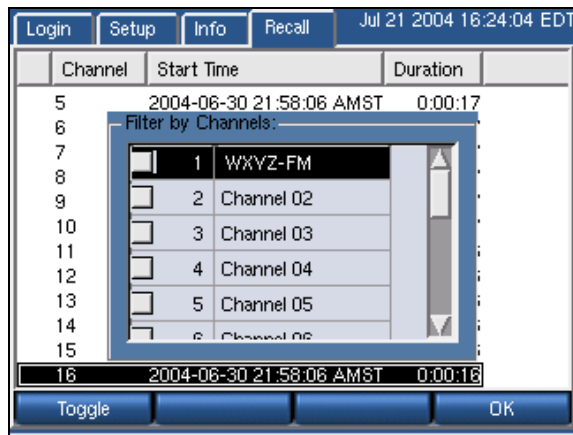 Login Setup Info Recall Jul 21 2004 16:24:04 EDT
Channel Start Time Duration
5 2004-06-30 21:58:06 AMST 0:00:17
6
Filter by Channels:
7
1 WXYZ-FM
8
2 Channel 02
9
10
3 Channel 03
11
4 Channel 04
12
13
5 Channel 05
14
6 Channel 06
15
16 2004-06-30 21:58:06 AMST 0:00:16
Toggle OK